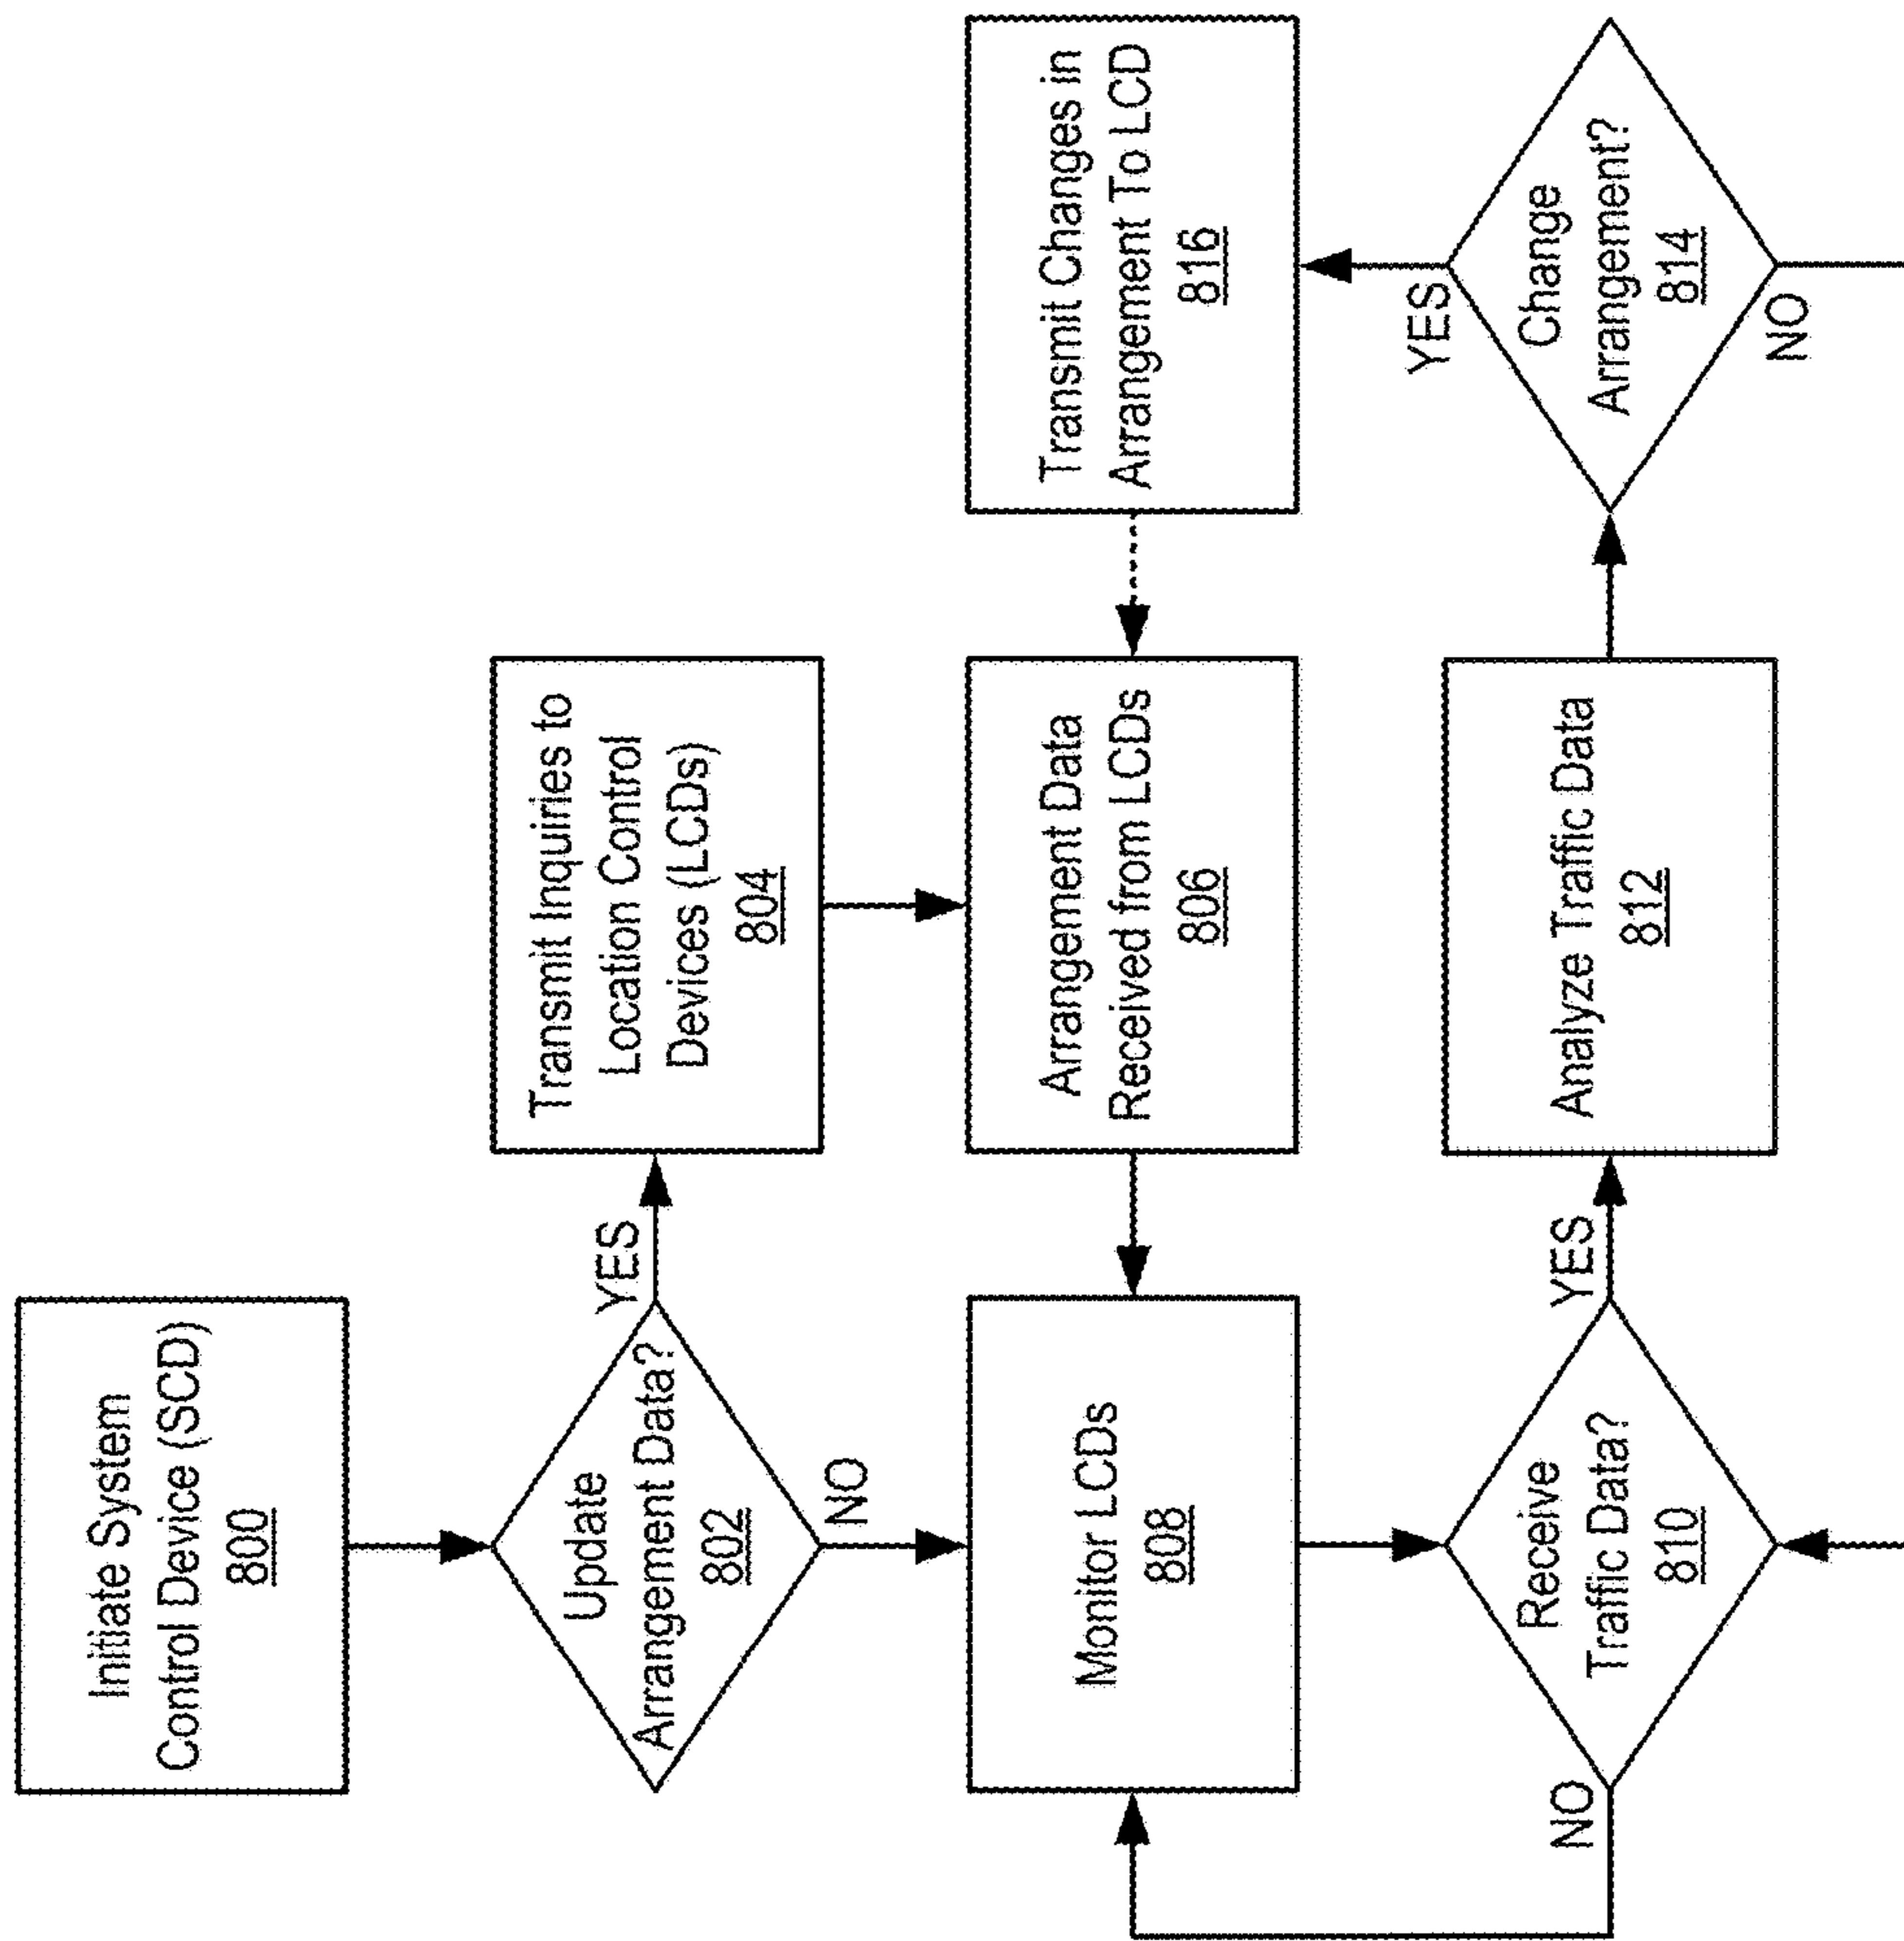 Initiate System
Control Device (SCD)
800
Update
Arrangement Data?
802
YES
NO
Transmit Inquiries to
Location Control
Devices (LCDs)
804
Arrangement Data
Received from LCDs
806
Transmit Changes in
Arrangement To LCD
816
Monitor LCDs
808
Receive
Traffic Data?
810
NO
YES
Analyze Traffic Data
812
Change
Arrangement?
814
YES
NO